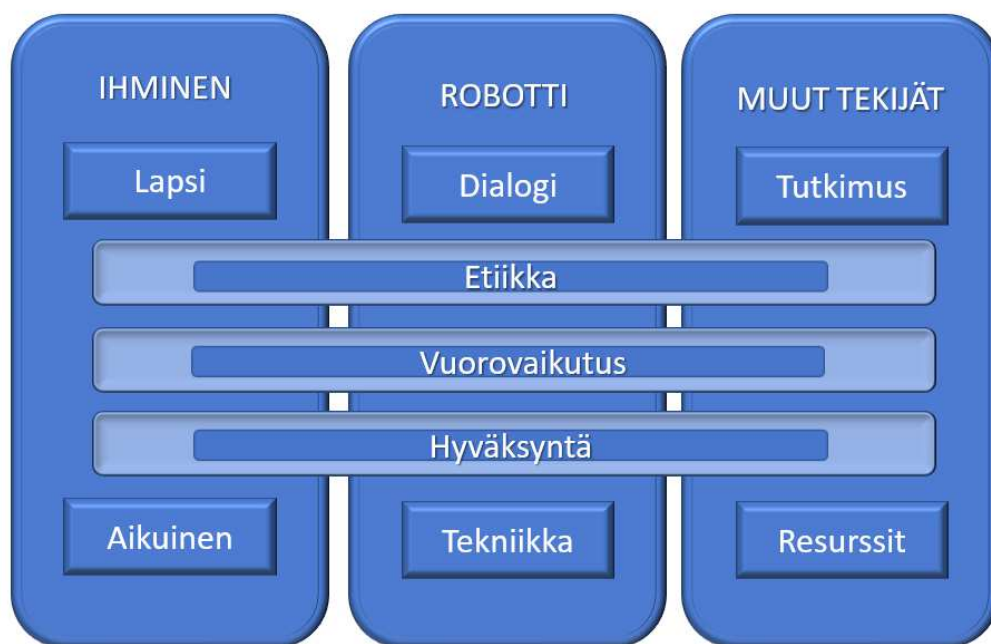 IHMINEN
ROBOTTI
MUUT TEKIJÄT
Lapsi
Dialogi
Tutkimus
Etiikka
Vuorovaikutus
Hyväksyntä
Aikuinen
Tekniikka
Resurssit